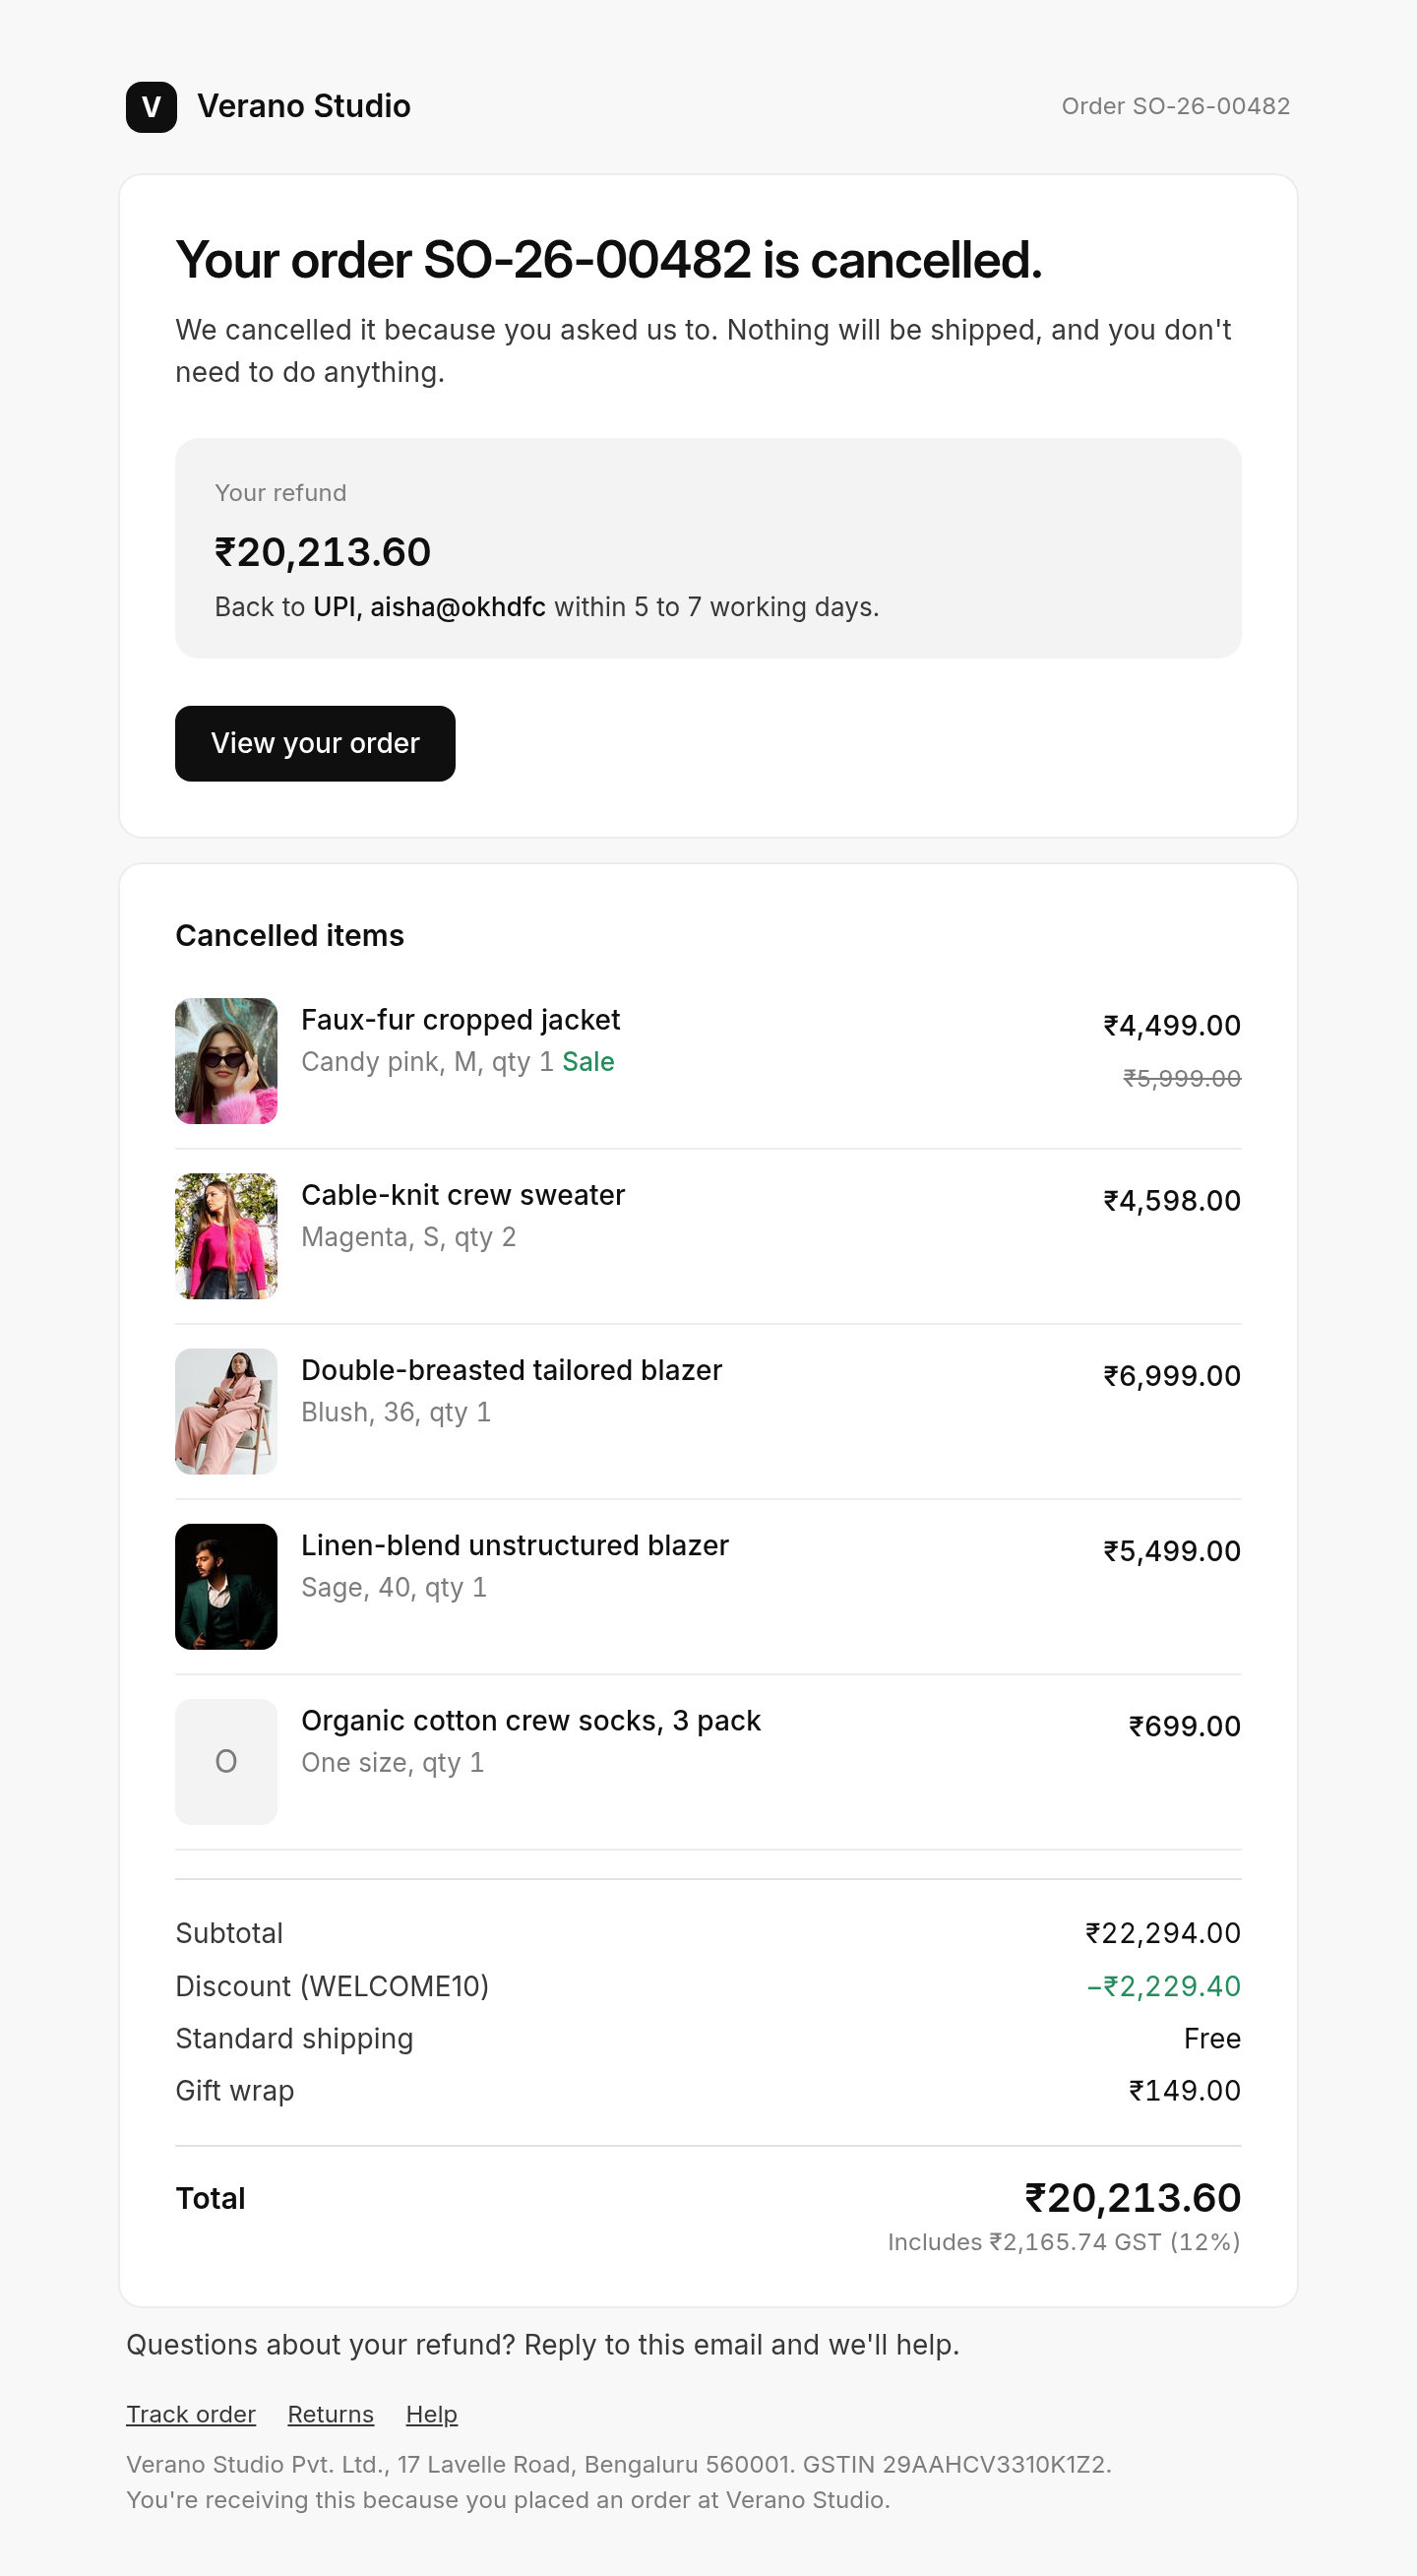 V Verano Studio
Order SO-26-00482
Your order SO-26-00482 is cancelled.
We cancelled it because you asked us to. Nothing will be shipped, and you don't
need to do anything.
Your refund
₹20,213.60
Back to UPI, aisha@okhdfc within 5 to 7 working days.
View your order
Cancelled items
Faux-fur cropped jacket
₹4,499.00
Candy pink, M, qty 1 Sale
₹5,999.00
Cable-knit crew sweater
₹4,598.00
Magenta, S, qty 2
Double-breasted tailored blazer
₹6,999.00
Blush, 36, qty 1
Linen-blend unstructured blazer
₹5,499.00
Sage, 40, qty 1
O
Organic cotton crew socks, 3 pack
₹699.00
One size, qty 1
Subtotal ₹22,294.00
Discount (WELCOME10) −₹2,229.40
Standard shipping Free
Gift wrap ₹149.00
Total ₹20,213.60
Includes ₹2,165.74 GST (12%)
Questions about your refund? Reply to this email and we'll help.
Track order Returns Help
Verano Studio Pvt. Ltd., 17 Lavelle Road, Bengaluru 560001. GSTIN 29AAHCV3310K1Z2.
You're receiving this because you placed an order at Verano Studio.